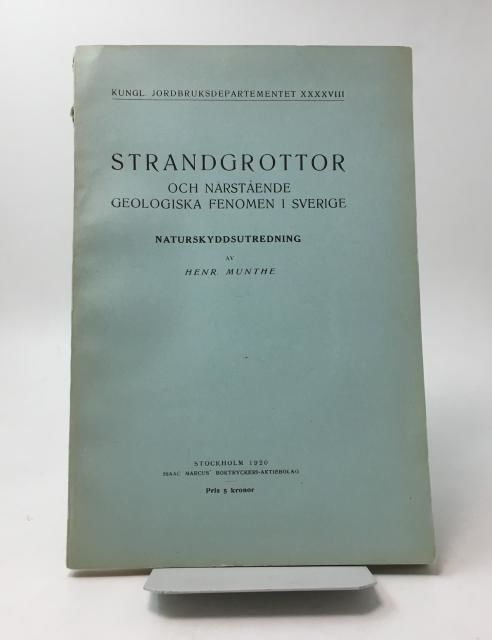 KUNGL. JORDBRUKSDEPARTEMENTET XXXXVIII
STRANDGROTTOR
OCH NÄRSTÅENDE
GEOLOGISKA FENOMEN I SVERIGE
NATURSKYDDSUTREDNING
AV
HENR. MUNTHE
STOCKHOLM 1920
ISAAC MARCUS' BOKTRYCKERI-AKTIEBOLAG
Pris 5 kronor